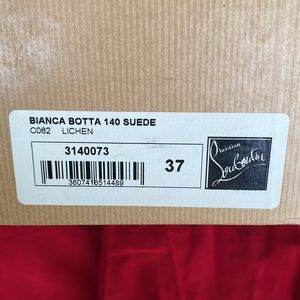 BIANCA BOTTA 140 SUEDE
C062 LICHEN
3140073
37
3607416514489
Christian
Louboutin